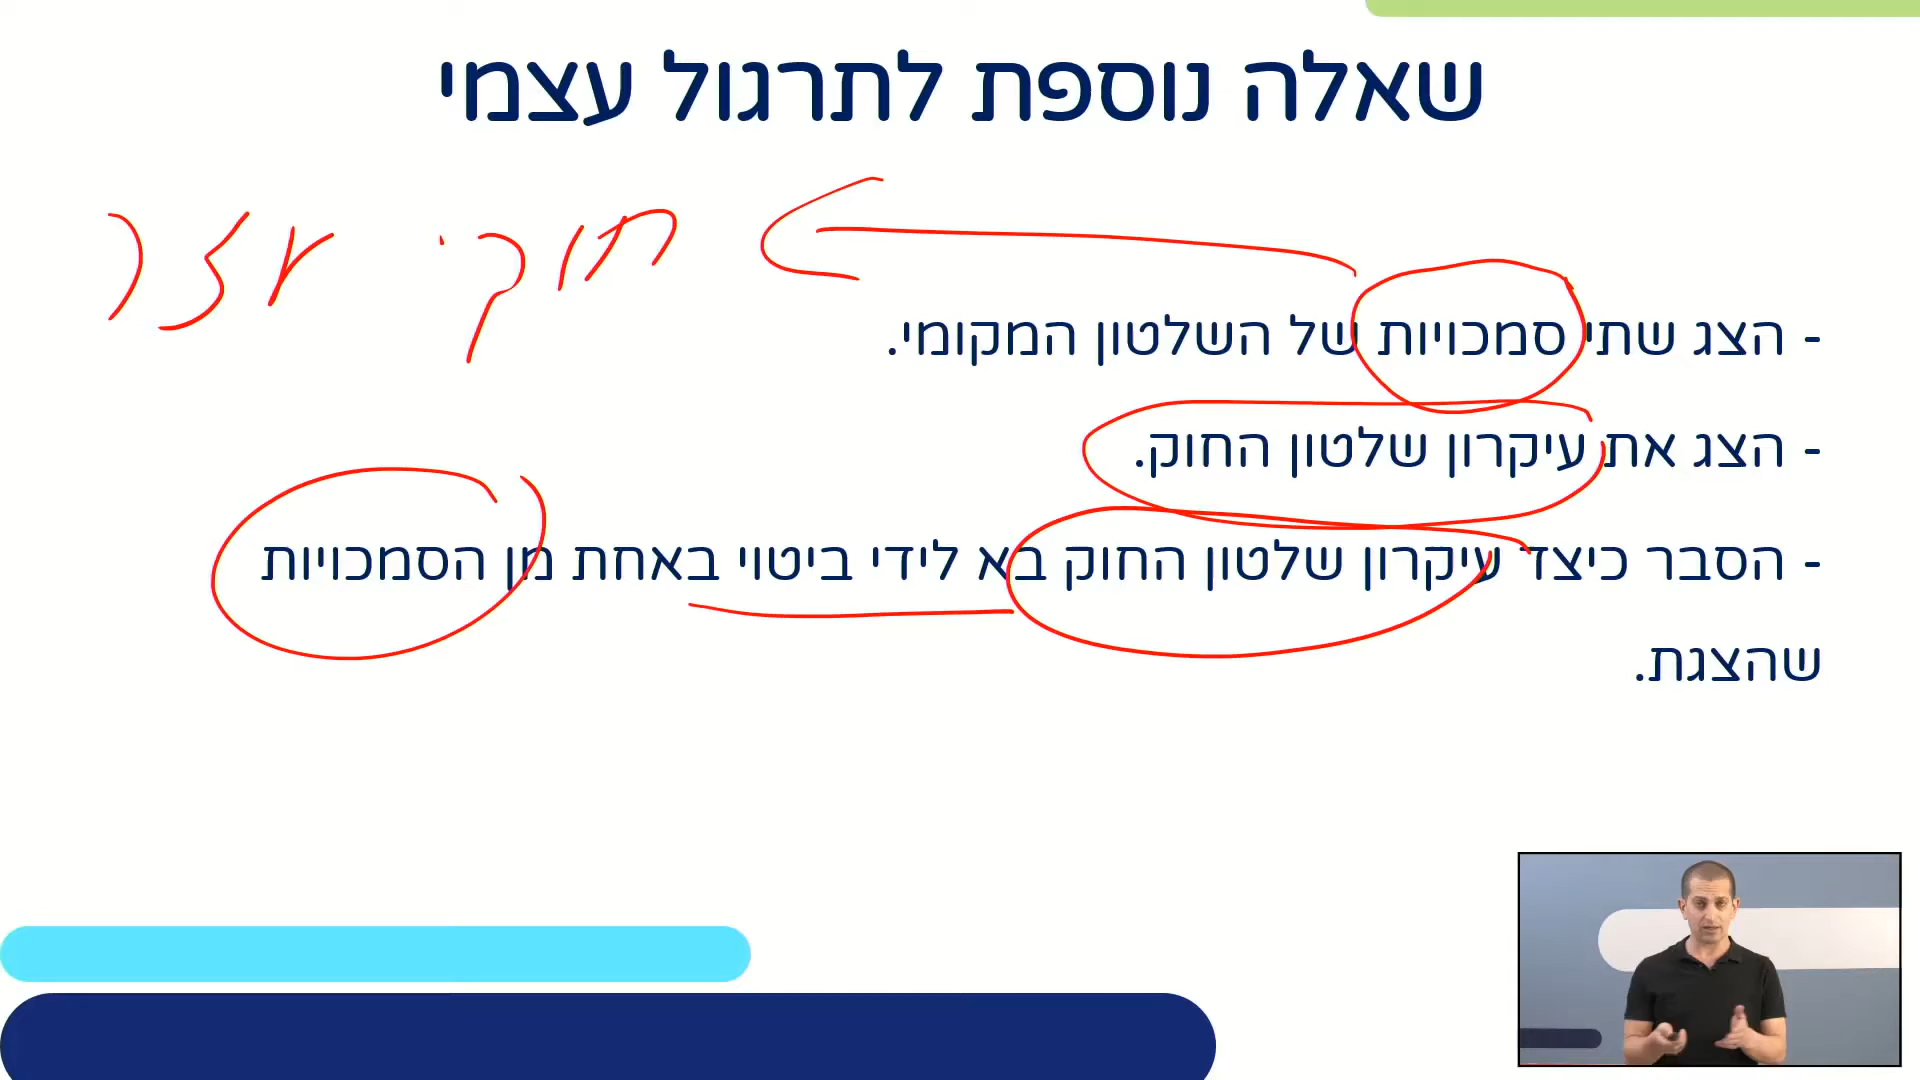 שאלה נוספת לתרגול עצמי
חוקי עזר
- הצג שתי סמכויות של השלטון המקומי.
- הצג את עיקרון שלטון החוק.
- הסבר כיצד עיקרון שלטון החוק בא לידי ביטוי באחת מן הסמכויות
שהצגת.